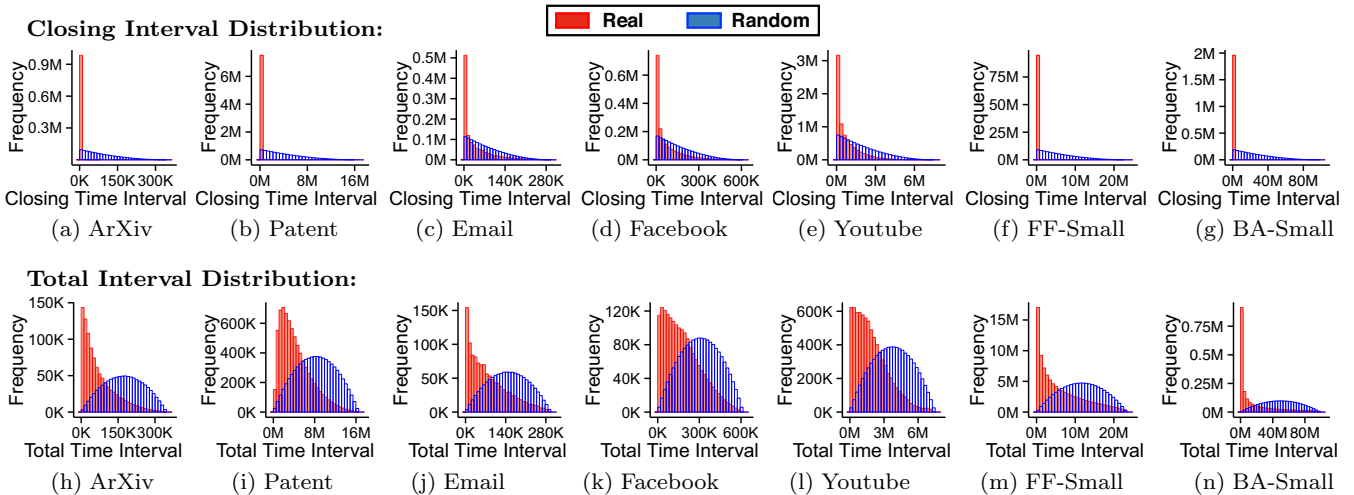 Real Random
Closing Interval Distribution:
Frequency
0.9M
0.6M
0.3M
0K 150K 300K
Closing Time Interval
(a) ArXiv
Frequency
6M
4M
2M
0M
0M 8M 16M
Closing Time Interval
(b) Patent
Frequency
0.5M
0.4M
0.3M
0.2M
0.1M
0M
0K 140K 280K
Closing Time Interval
(c) Email
Frequency
0.6M
0.4M
0.2M
0M
0K 300K 600K
Closing Time Interval
(d) Facebook
Frequency
3M
2M
1M
0M
0M 3M 6M
Closing Time Interval
(e) Youtube
Frequency
75M
50M
25M
0M
0M 10M 20M
Closing Time Interval
(f) FF-Small
Frequency
2M
1.5M
1M
0.5M
0M
0M 40M 80M
Closing Time Interval
(g) BA-Small
Total Interval Distribution:
Frequency
150K
100K
50K
0K
0K 150K 300K
Total Time Interval
(h) ArXiv
Frequency
600K
400K
200K
0K
0M 8M 16M
Total Time Interval
(i) Patent
Frequency
150K
100K
50K
0K
0K 140K 280K
Total Time Interval
(j) Email
Frequency
120K
80K
40K
0K
0K 300K 600K
Total Time Interval
(k) Facebook
Frequency
600K
400K
200K
0K
0M 3M 6M
Total Time Interval
(l) Youtube
Frequency
15M
10M
5M
0M
0M 10M 20M
Total Time Interval
(m) FF-Small
Frequency
0.75M
0.50M
0.25M
0M
0M 40M 80M
Total Time Interval
(n) BA-Small